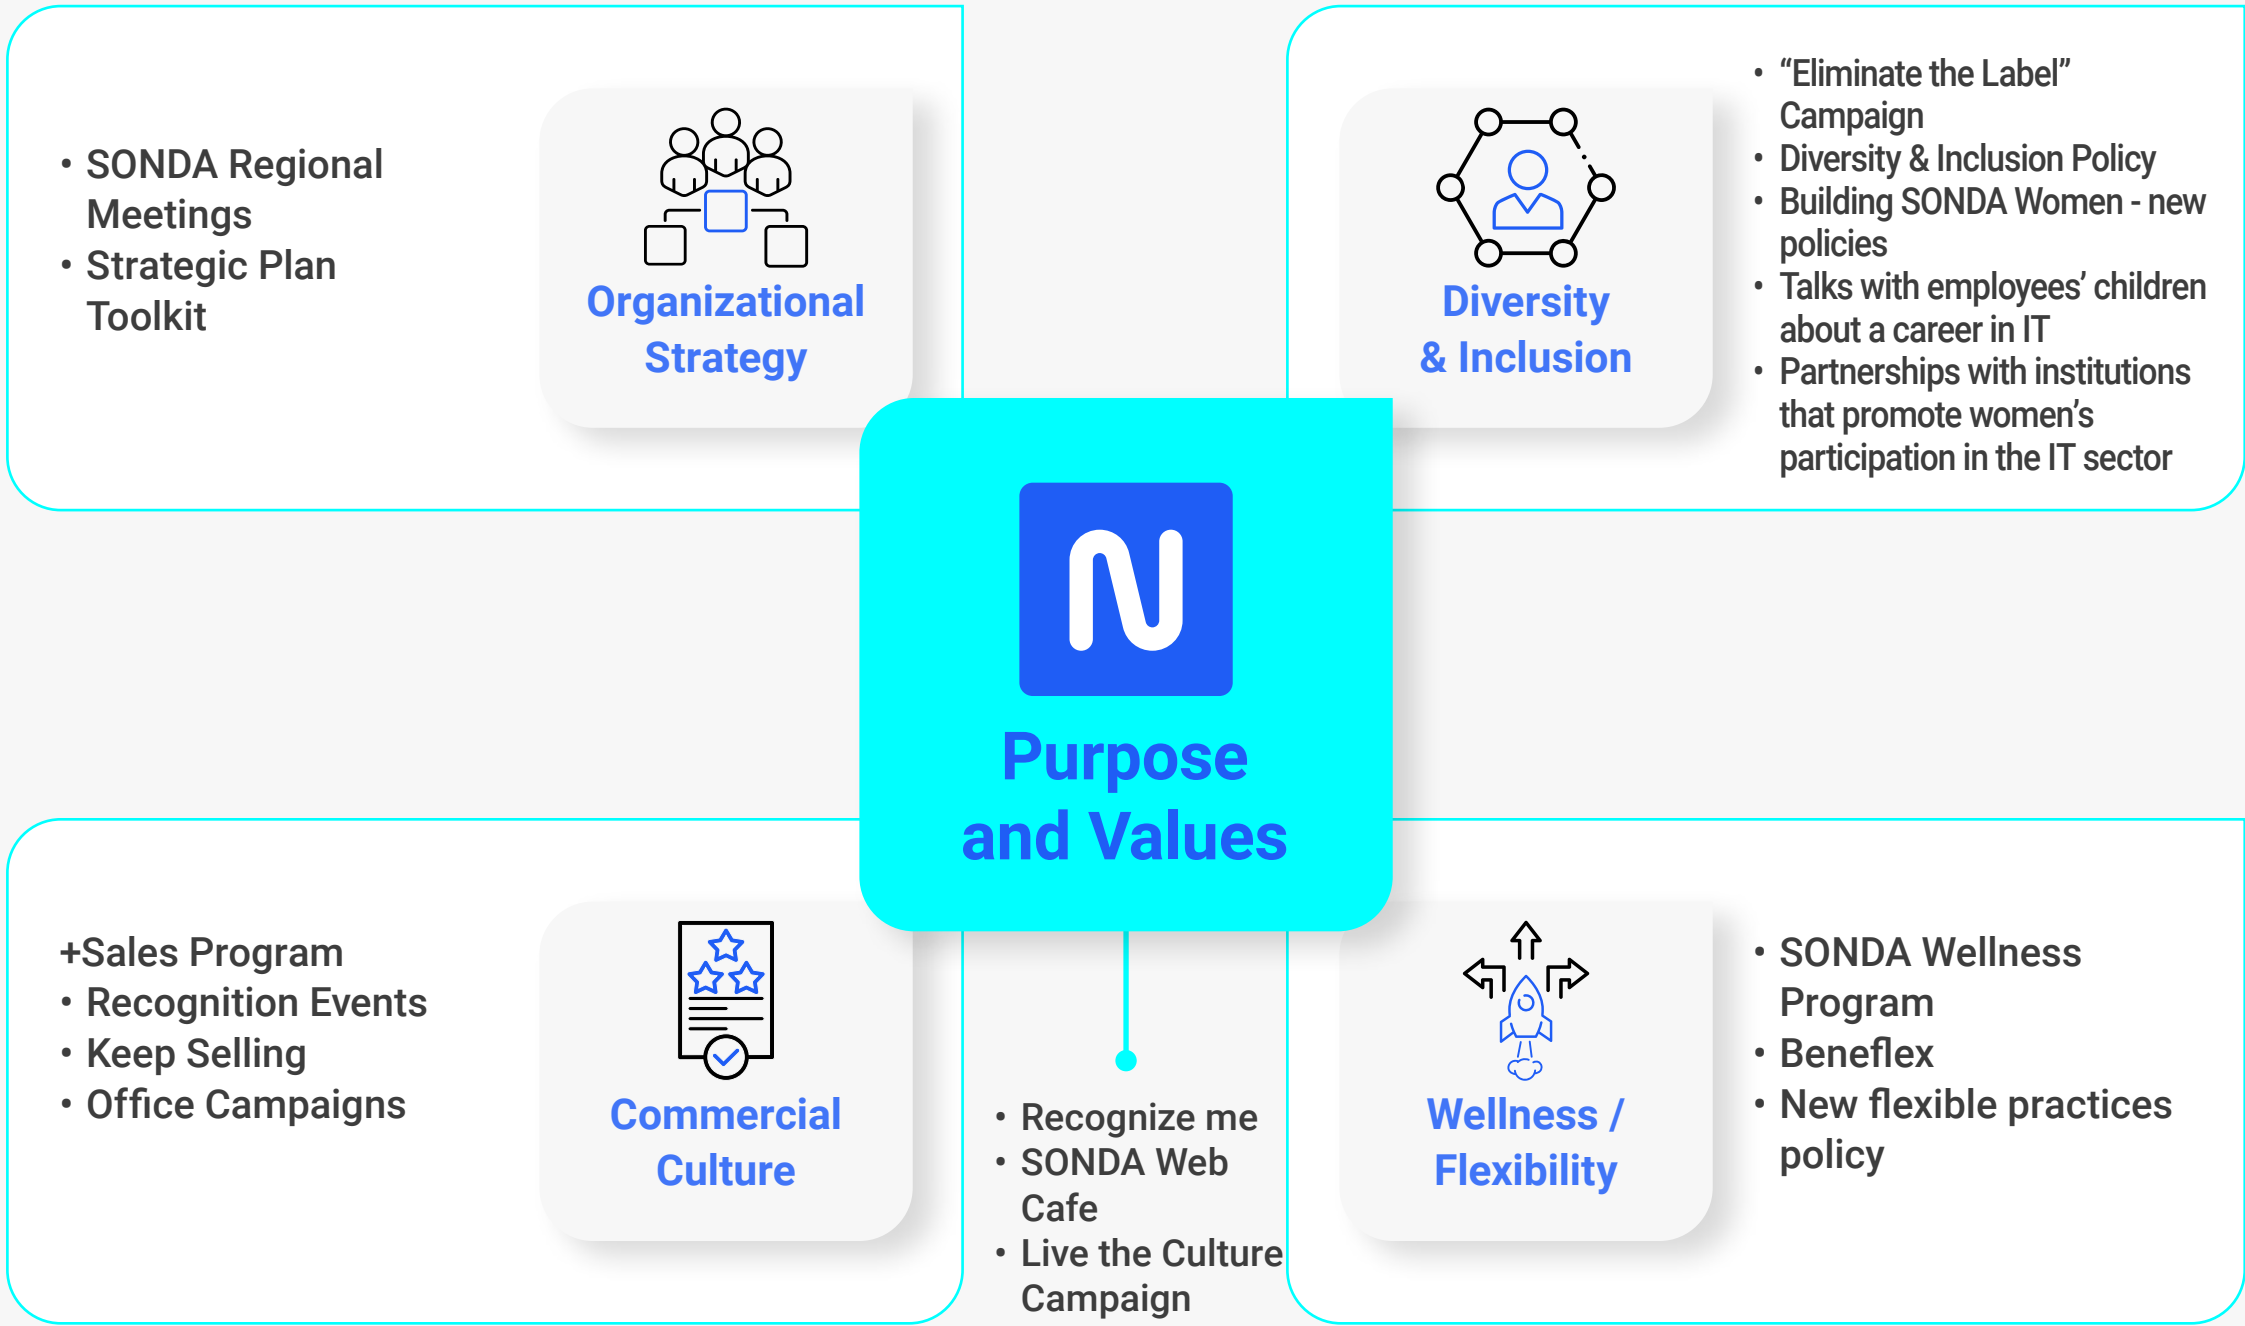 • SONDA Regional
Meetings
• Strategic Plan
Toolkit
Organizational
Strategy
Diversity
& Inclusion
• “Eliminate the Label”
Campaign
• Diversity & Inclusion Policy
• Building SONDA Women - new
policies
• Talks with employees’ children
about a career in IT
• Partnerships with institutions
that promote women’s
participation in the IT sector
N
Purpose
and Values
+Sales Program
• Recognition Events
• Keep Selling
• Office Campaigns
Commercial
Culture
• Recognize me
• SONDA Web
Cafe
• Live the Culture
Campaign
Wellness /
Flexibility
• SONDA Wellness
Program
• Beneflex
• New flexible practices
policy